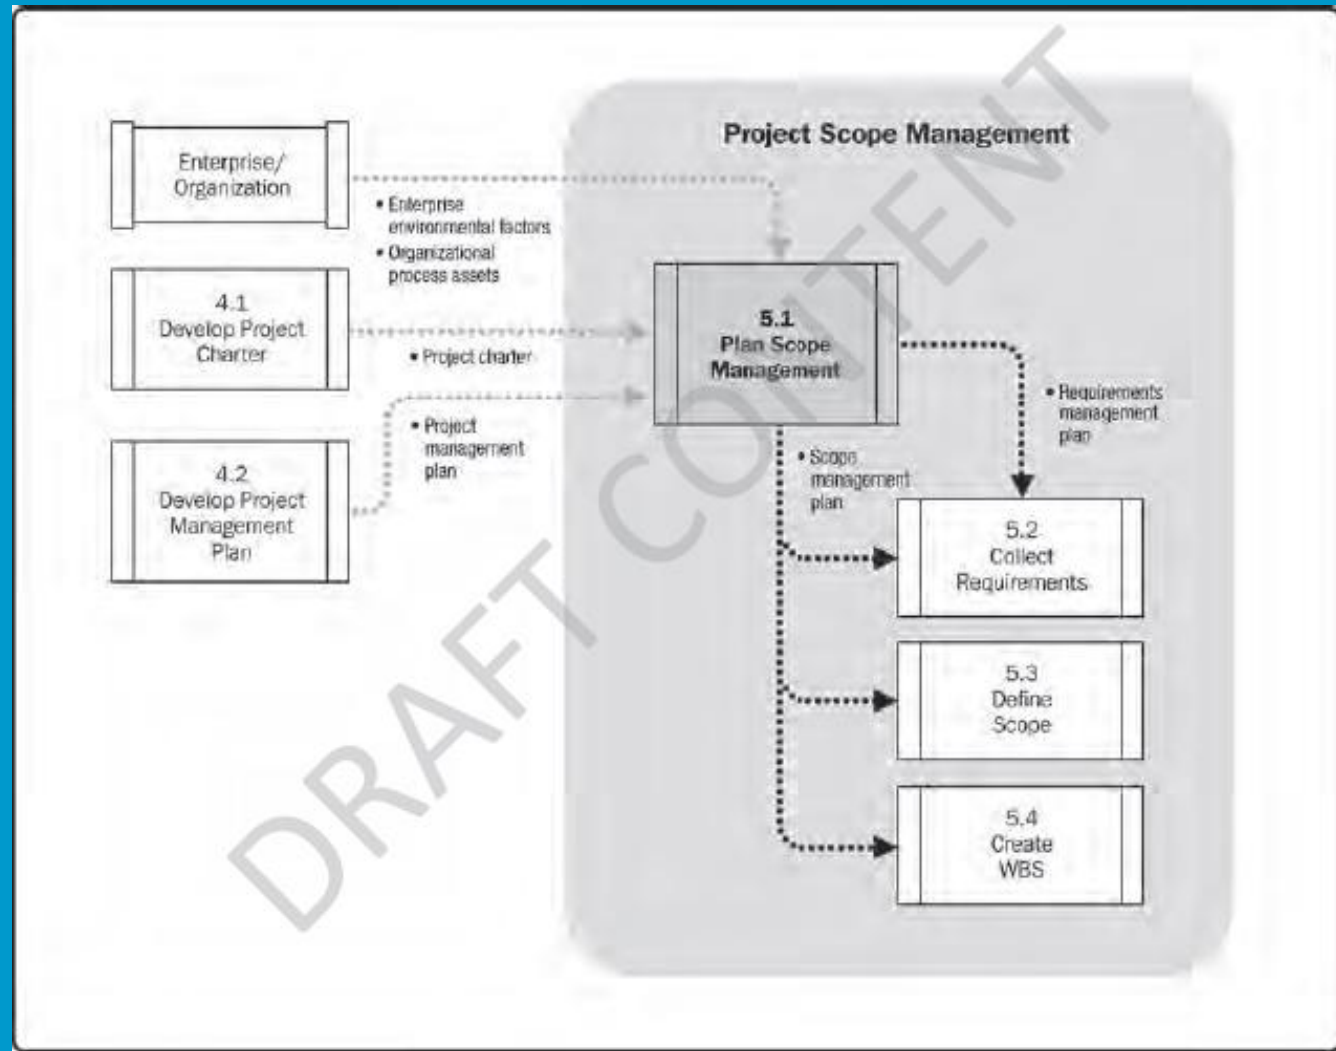 Project Scope Management
Enterprise/
Organization
• Enterprise
environmental factors
• Organizational
process assets
4.1
Develop Project
Charter
• Project charter
4.2
Develop Project
Management
Plan
• Project
management
plan
5.1
Plan Scope
Management
• Requirements
management
plan
• Scope
management
plan
5.2
Collect
Requirements
5.3
Define
Scope
5.4
Create
WBS
DRAFT CONTENT